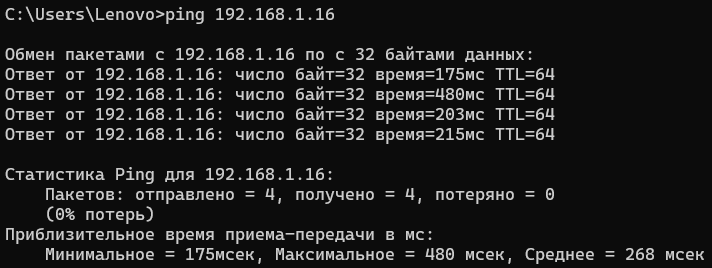 C:\Users\Lenovo>ping 192.168.1.16
Обмен пакетами с 192.168.1.16 по с 32 байтами данных:
Ответ от 192.168.1.16: число байт=32 время=175мс TTL=64
Ответ от 192.168.1.16: число байт=32 время=480мс TTL=64
Ответ от 192.168.1.16: число байт=32 время=203мс TTL=64
Ответ от 192.168.1.16: число байт=32 время=215мс TTL=64
Статистика Ping для 192.168.1.16:
Пакетов: отправлено = 4, получено = 4, потеряно = 0
(0% потерь)
Приблизительное время приема-передачи в мс:
Минимальное = 175мсек, Максимальное = 480 мсек, Среднее = 268 мсек